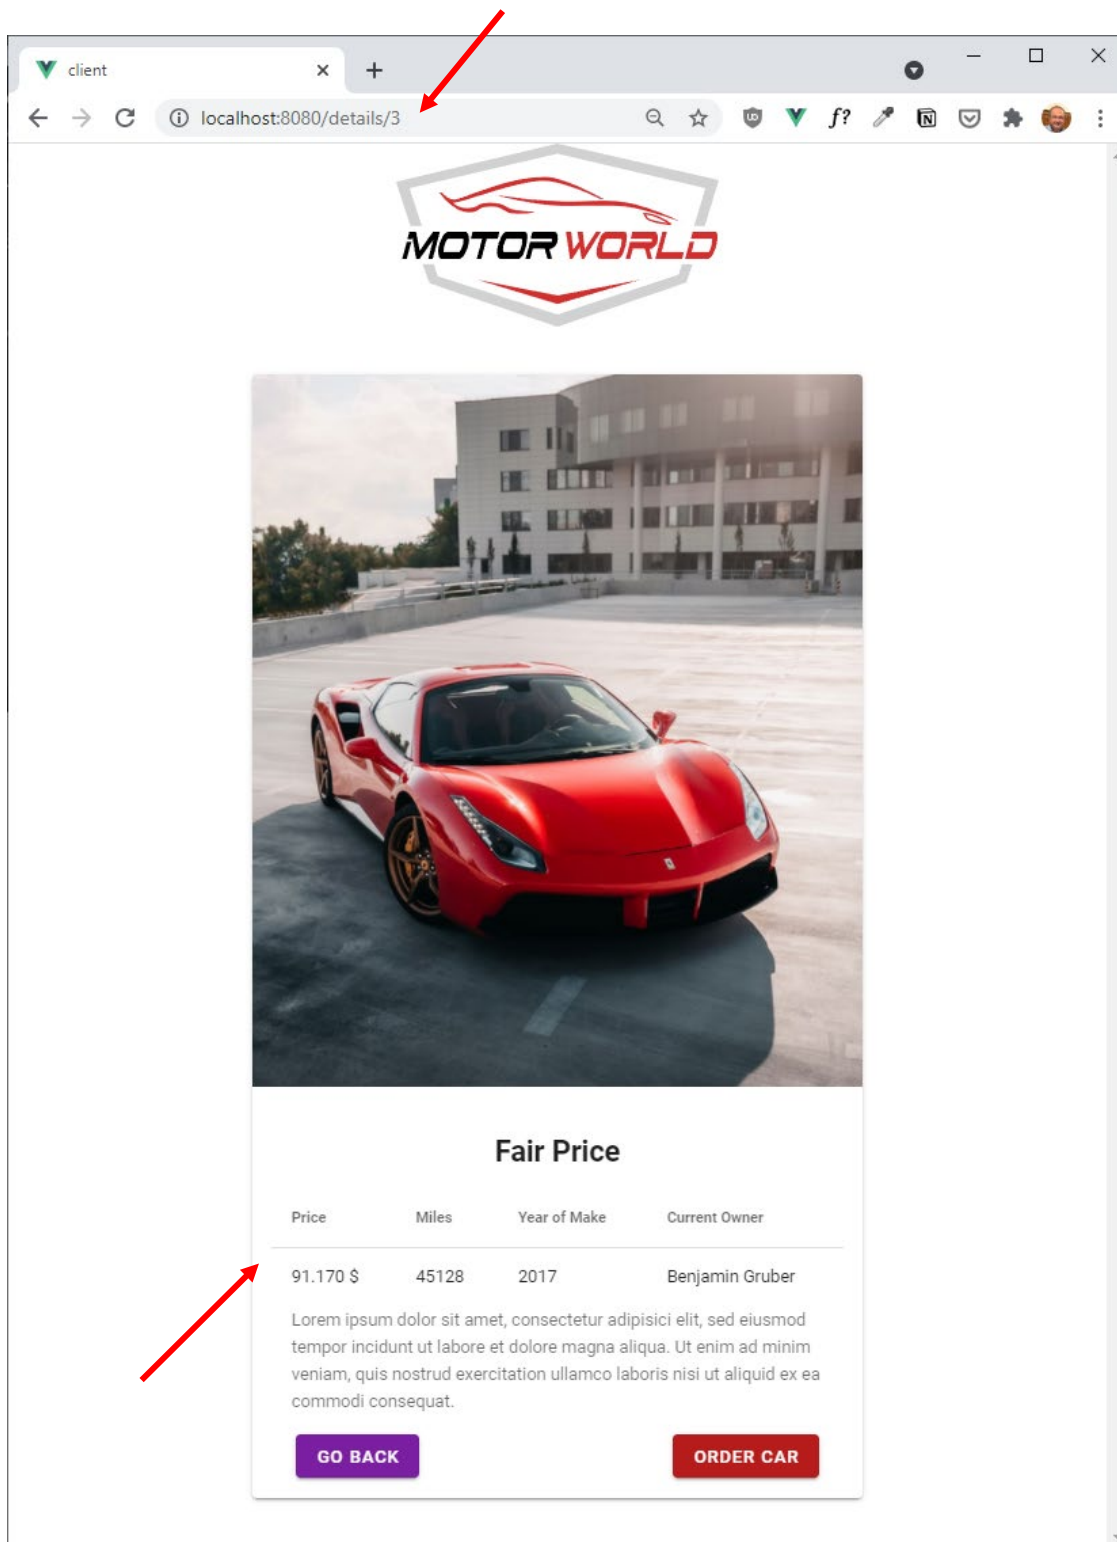 client
localhost:8080/details/3
f?
MOTOR WORLD
Fair Price
Price Miles Year of Make Current Owner
91.170 $ 45128 2017 Benjamin Gruber
Lorem ipsum dolor sit amet, consectetur adipisici elit, sed eiusmod
tempor incidunt ut labore et dolore magna aliqua. Ut enim ad minim
veniam, quis nostrud exercitation ullamco laboris nisi ut aliquid ex ea
commodi consequat.
GO BACK ORDER CAR